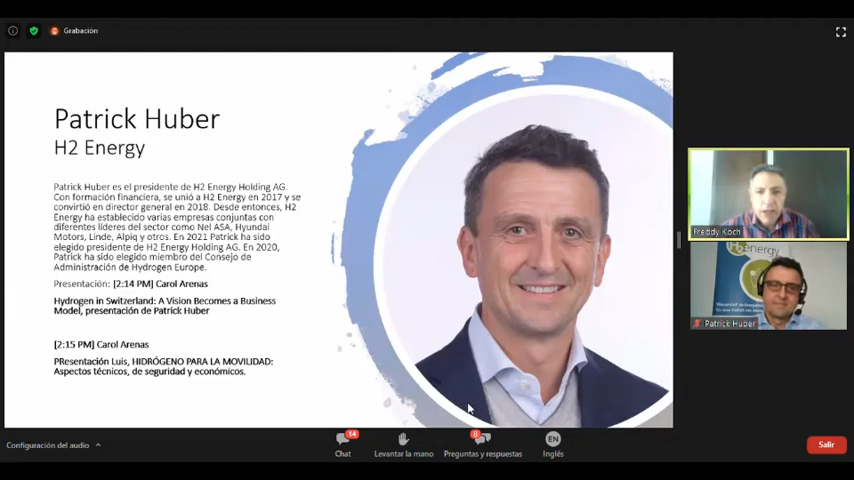 Grabación
Patrick Huber
H2 Energy
Patrick Huber es el presidente de H2 Energy Holding AG.
Con formación financiera, se unió a H2 Energy en 2017 y se
convirtió en director general en 2018. Desde entonces, H2
Energy ha establecido varias empresas conjuntas con
diferentes líderes del sector como Nel ASA, Hyundai
Motors, Linde, Alpiq y otros. En 2021 Patrick ha sido
elegido presidente de H2 Energy Holding AG. En 2020,
Patrick ha sido elegido miembro del Consejo de
Administración de Hydrogen Europe.
Presentación: [2:14 PM] Carol Arenas
Hydrogen in Switzerland: A Vision Becomes a Business
Model, presentación de Patrick Huber
[2:15 PM] Carol Arenas
PResentación Luis, HIDRÓGENO PARA LA MOVILIDAD:
Aspectos técnicos, de seguridad y económicos.
Freddy Koch
H2energy
Patrick Huber
Configuración del audio
14
Chat
Levantar la mano
8
Preguntas y respuestas
EN
Inglés
Salir